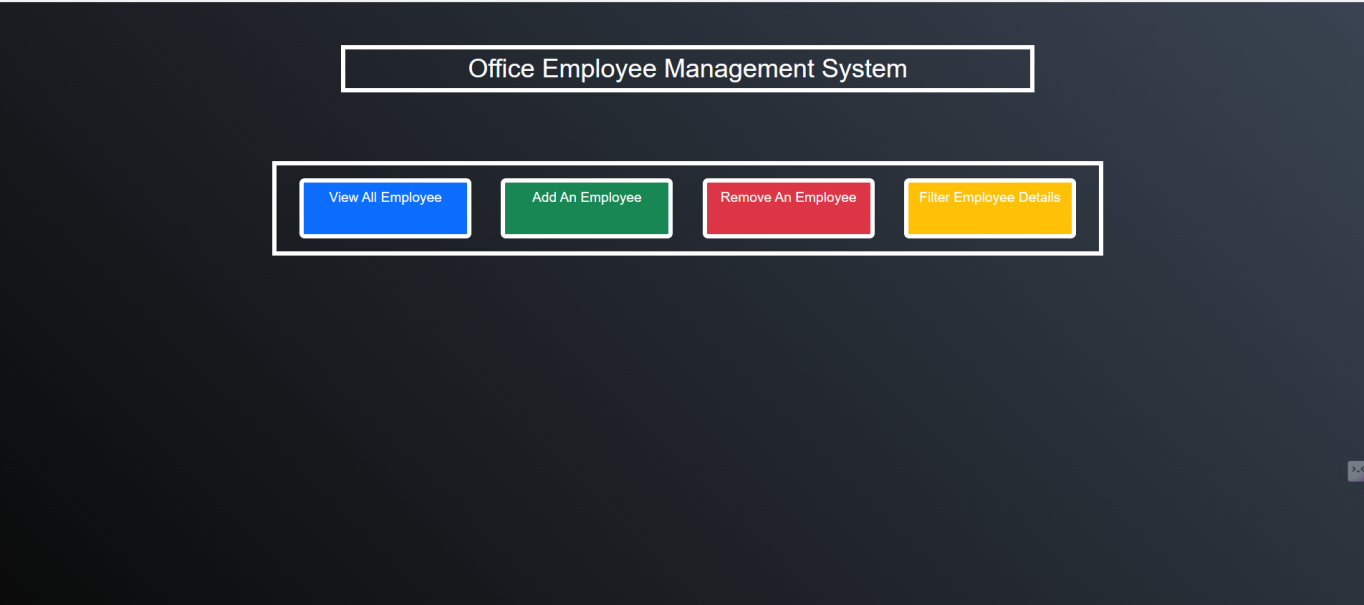 Office Employee Management System
View All Employee
Add An Employee
Remove An Employee
Filter Employee Details